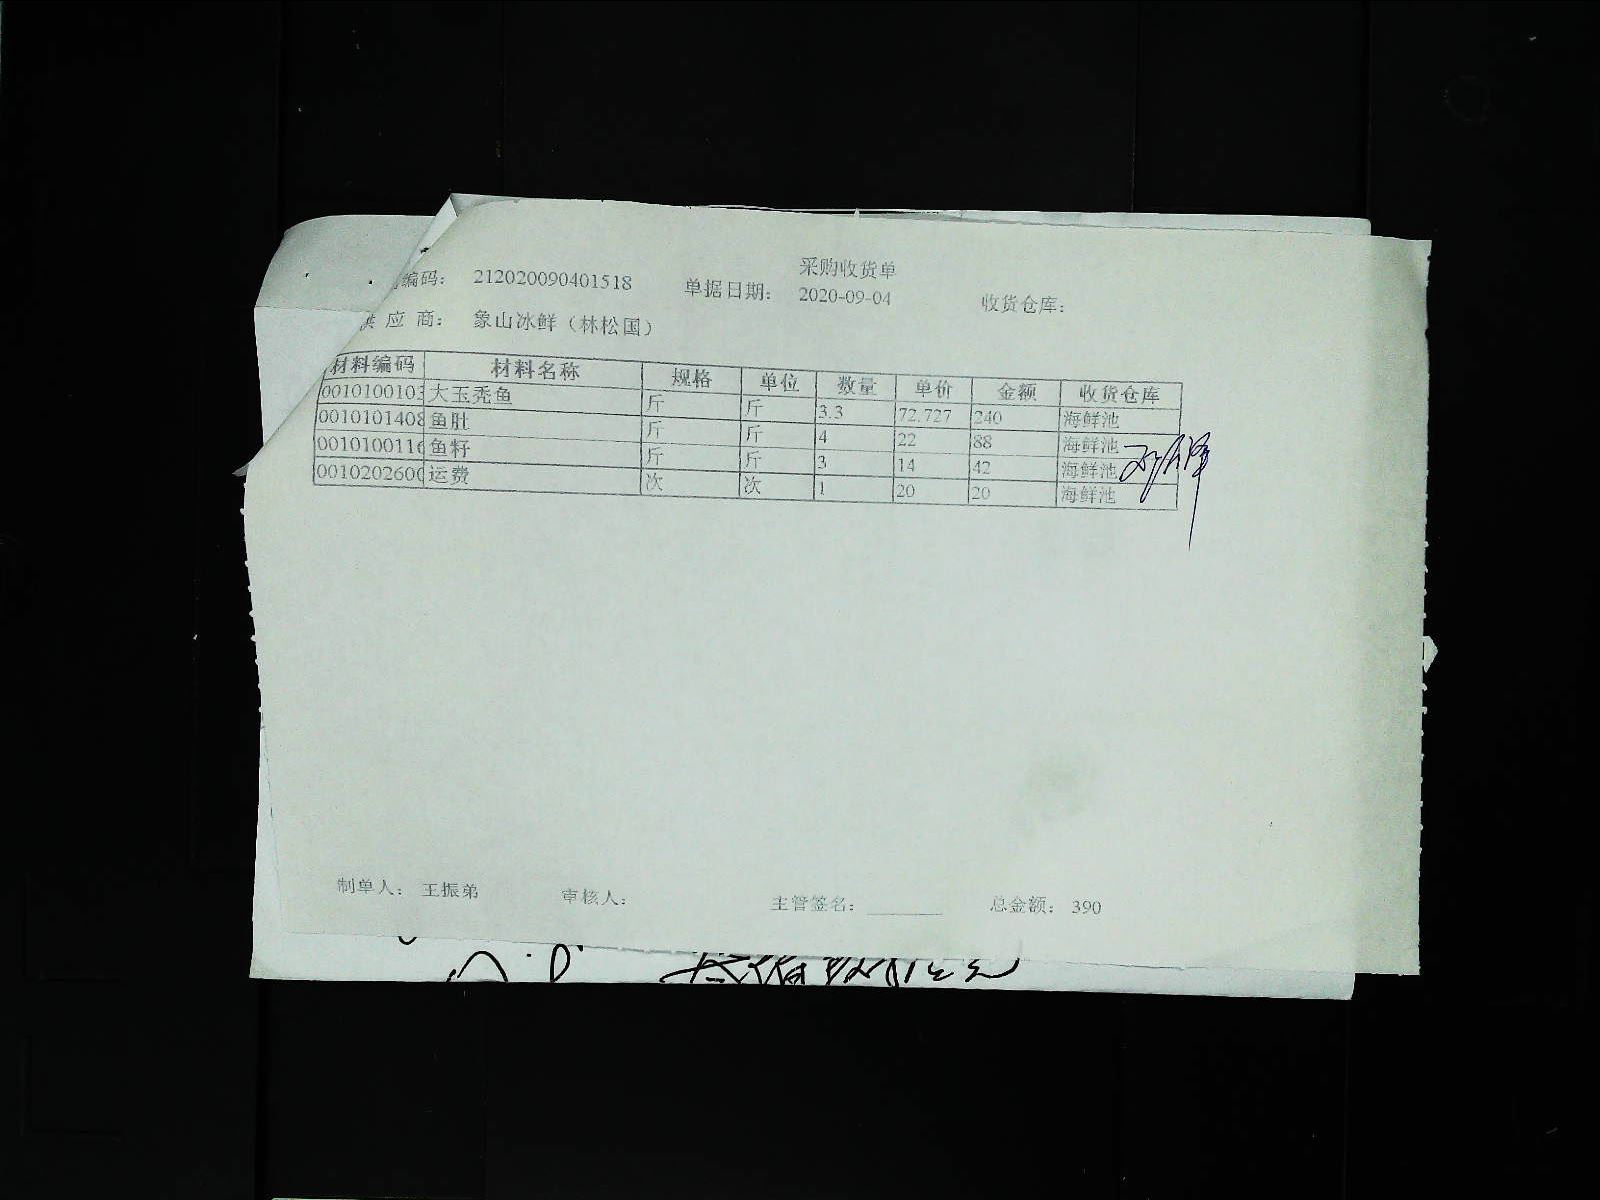 采购收货单
编码： 212020090401518 单据日期： 2020-09-04 收货仓库：
供 应 商： 象山冰鲜（林松国）
材料编码 材料名称 规格 单位 数量 单价 金额 收货仓库
001010010 大玉秃鱼 斤 斤 3.3 72.727 240 海鲜池
0010101408 鱼肚 斤 斤 4 22 88 海鲜池
0010100116 鱼籽 斤 斤 3 14 42 海鲜池
001020260 运费 次 次 1 20 20 海鲜池
制单人： 王振弟 审核人： 主管签名： 总金额： 390